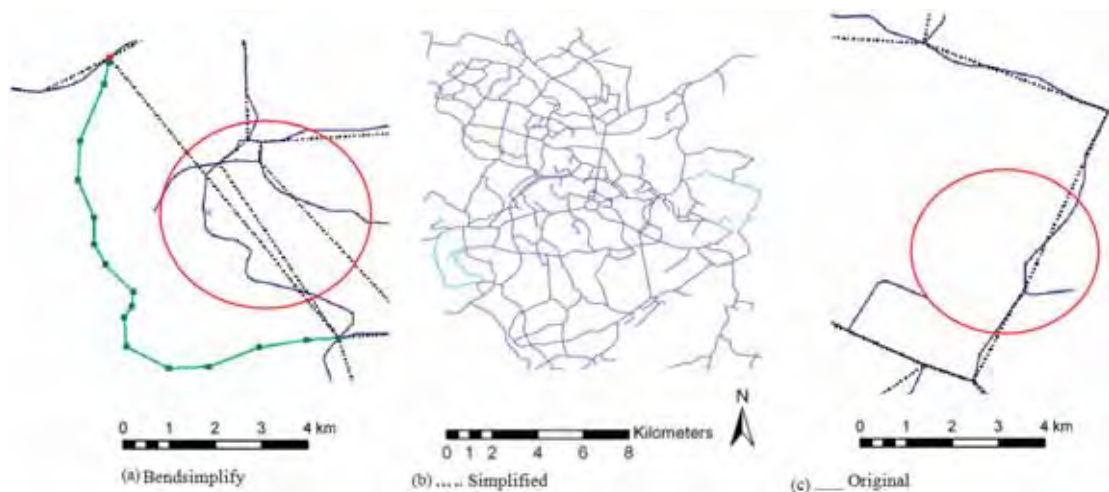 N
0 1 2 3 4 km
0 1 2 4 6 8 Kilometers
0 1 2 3 4 km
(a) Bendsimplify
(b) ..... Simplified
(c) ___ Original